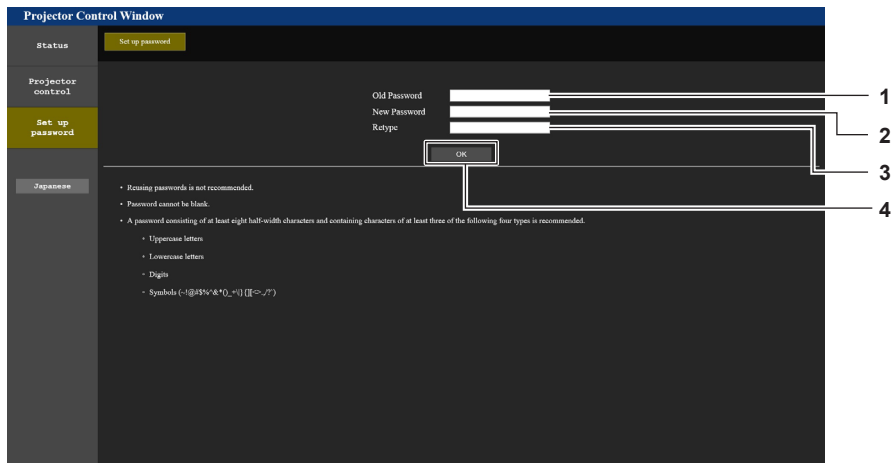 Projector Control Window
Status
Set up password
Projector
control
Set up
password
Japanese
Old Password
New Password
Retype
OK
1
2
3
4
• Reusing passwords is not recommended.
• Password cannot be blank.
• A password consisting of at least eight half-width characters and containing characters of at least three of the following four types is recommended.
Uppercase letters
Lowercase letters
Digits
Symbols (~!@#$%^&*()_+\|}{][<>.,/?`)